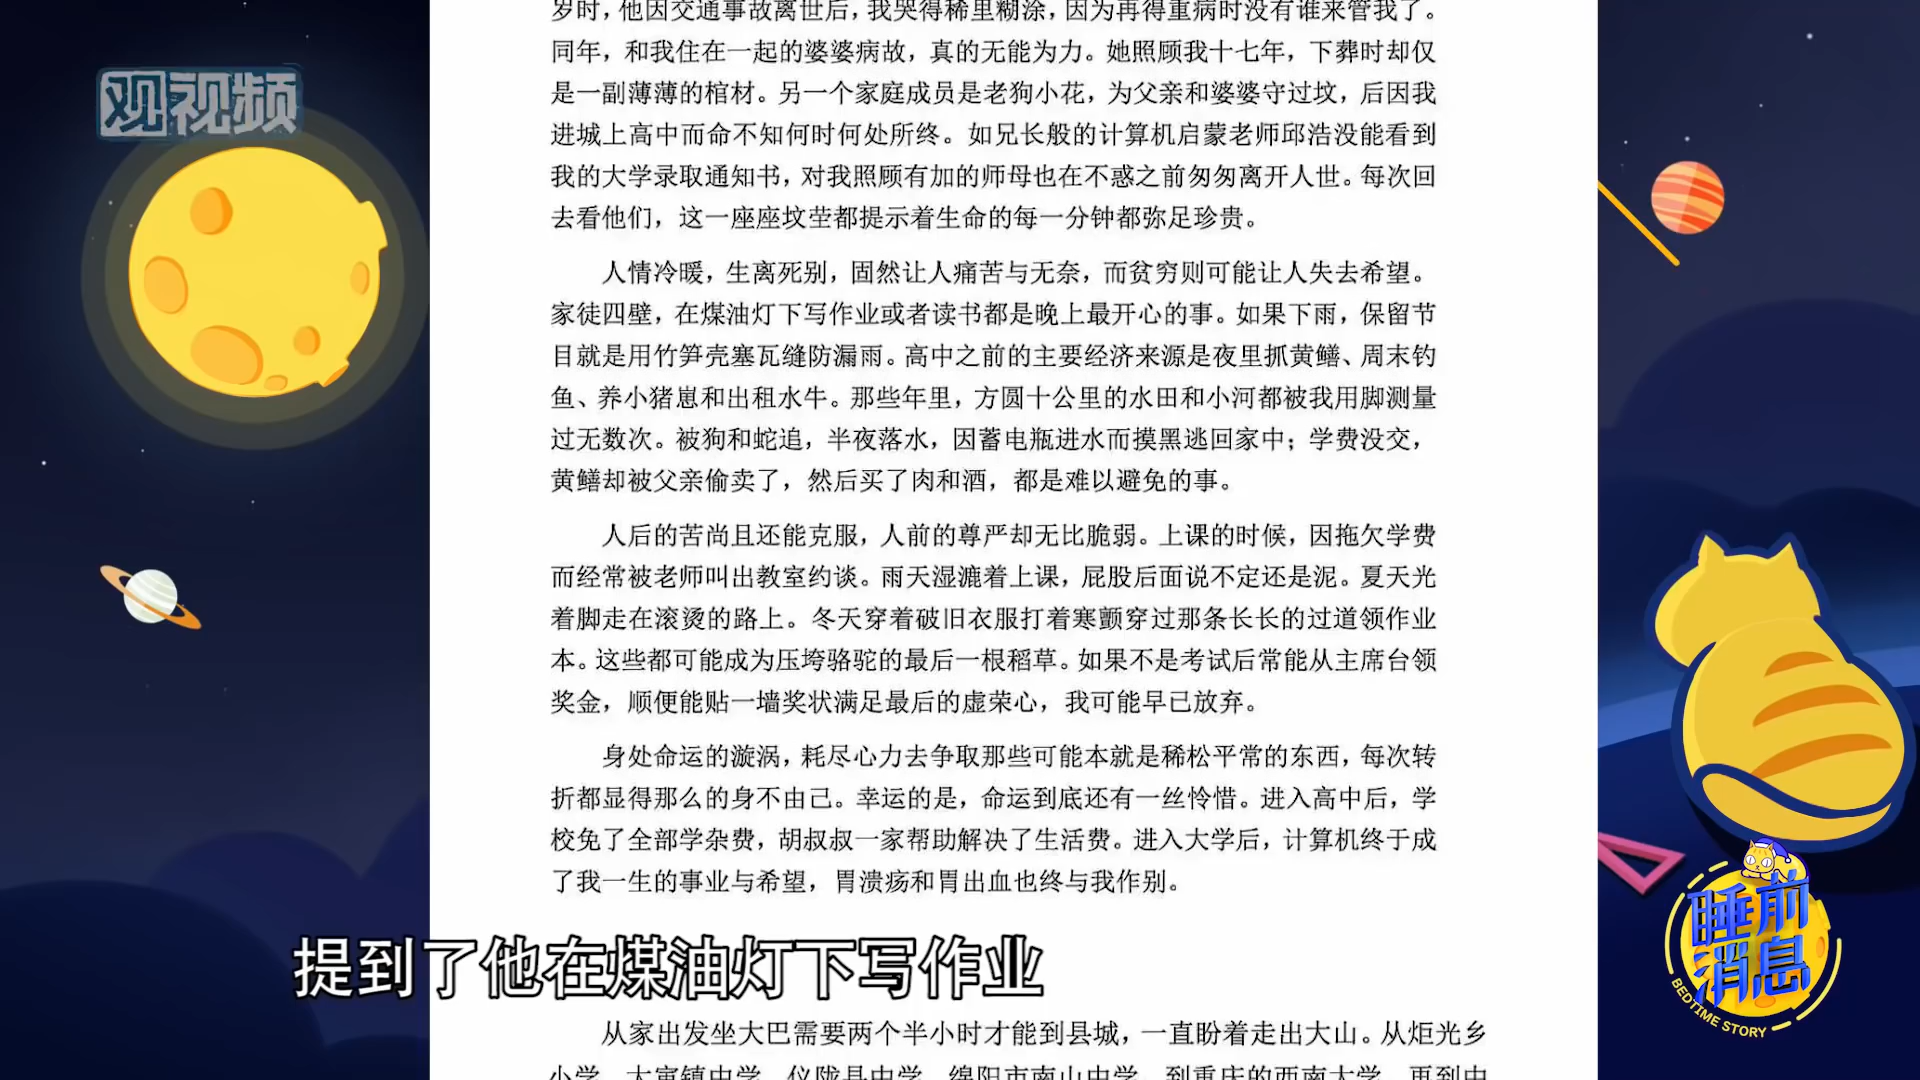 观视频
岁时，他因交通事故离世后，我哭得稀里糊涂，因为再得重病时没有谁来管我了。
同年，和我住在一起的婆婆病故，真的无能为力。她照顾我十七年，下葬时却仅
是一副薄薄的棺材。另一个家庭成员是老狗小花，为父亲和婆婆守过坟，后因我
进城上高中而命不知何时何处所终。如兄长般的计算机启蒙老师邱浩没能看到
我的大学录取通知书，对我照顾有加的师母也在不惑之前匆匆离开人世。每次回
去看他们，这一座座坟茔都提示着生命的每一分钟都弥足珍贵。
人情冷暖，生离死别，固然让人痛苦与无奈，而贫穷则可能让人失去希望。
家徒四壁，在煤油灯下写作业或者读书都是晚上最开心的事。如果下雨，保留节
目就是用竹笋壳塞瓦缝防漏雨。高中之前的主要经济来源是夜里抓黄鳝、周末钓
鱼、养小猪崽和出租水牛。那些年里，方圆十公里的水田和小河都被我用脚测量
过无数次。被狗和蛇追，半夜落水，因蓄电瓶进水而摸黑逃回家中；学费没交，
黄鳝却被父亲偷卖了，然后买了肉和酒，都是难以避免的事。
人后的苦尚且还能克服，人前的尊严却无比脆弱。上课的时候，因拖欠学费
而经常被老师叫出教室约谈。雨天湿漉着上课，屁股后面说不定还是泥。夏天光
着脚走在滚烫的路上。冬天穿着破旧衣服打着寒颤穿过那条长长的过道领作业
本。这些都可能成为压垮骆驼的最后一根稻草。如果不是考试后常能从主席台领
奖金，顺便能贴一墙奖状满足最后的虚荣心，我可能早已放弃。
身处命运的漩涡，耗尽心力去争取那些可能本就是稀松平常的东西，每次转
折都显得那么的身不由己。幸运的是，命运到底还有一丝怜惜。进入高中后，学
校免了全部学杂费，胡叔叔一家帮助解决了生活费。进入大学后，计算机终于成
了我一生的事业与希望，胃溃疡和胃出血也终与我作别。
提到了他在煤油灯下写作业
从家出发坐大巴需要两个半小时才能到县城，一直盼着走出大山。从炬光乡
小学、大寅镇中学、仪陇县中学、绵阳市南山中学，到重庆的西南大学，再到中
睡前
消息
BEDTIME STORY